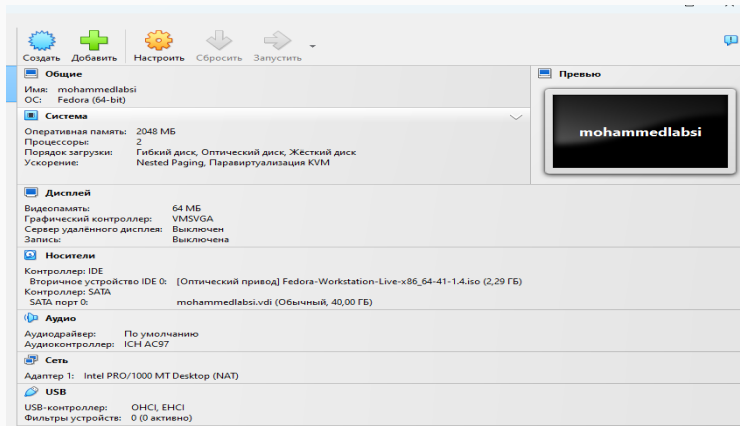 Создать Добавить Настроить Сбросить Запустить
Общие
Имя: mohammedlabsi
ОС: Fedora (64-bit)
Система
Оперативная память: 2048 МБ
Процессоры: 2
Порядок загрузки: Гибкий диск, Оптический диск, Жёсткий диск
Ускорение: Nested Paging, Паравиртуализация KVM
Превью
mohammedlabsi
Дисплей
Видеопамять: 64 МБ
Графический контроллер: VMSVGA
Сервер удалённого дисплея: Выключен
Запись: Выключена
Носители
Контроллер: IDE
Вторичное устройство IDE 0: [Оптический привод] Fedora-Workstation-Live-x86_64-41-1.4.iso (2,29 ГБ)
Контроллер: SATA
SATA порт 0: mohammedlabsi.vdi (Обычный, 40,00 ГБ)
Аудио
Аудиодрайвер: По умолчанию
Аудиоконтроллер: ICH AC97
Сеть
Адаптер 1: Intel PRO/1000 MT Desktop (NAT)
USB
USB-контроллер: OHCI, EHCI
Фильтры устройств: 0 (0 активно)